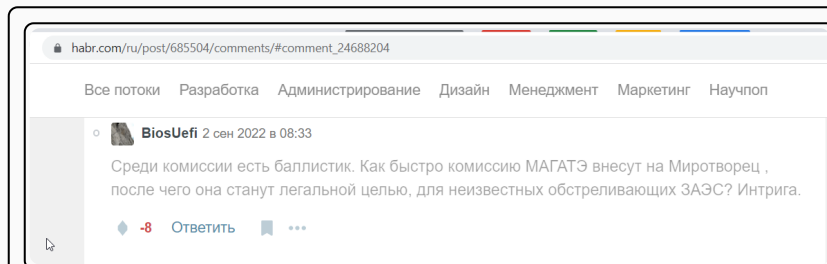 habr.com/ru/post/685504/comments/#comment_24688204
Все потоки Разработка Администрирование Дизайн Менеджмент Маркетинг Научпоп
BiosUefi 2 сен 2022 в 08:33
Среди комиссии есть баллистик. Как быстро комиссию МАГАТЭ внесут на Миротворец ,
после чего она станут легальной целью, для неизвестных обстреливающих ЗАЭС? Интрига.
-8 Ответить